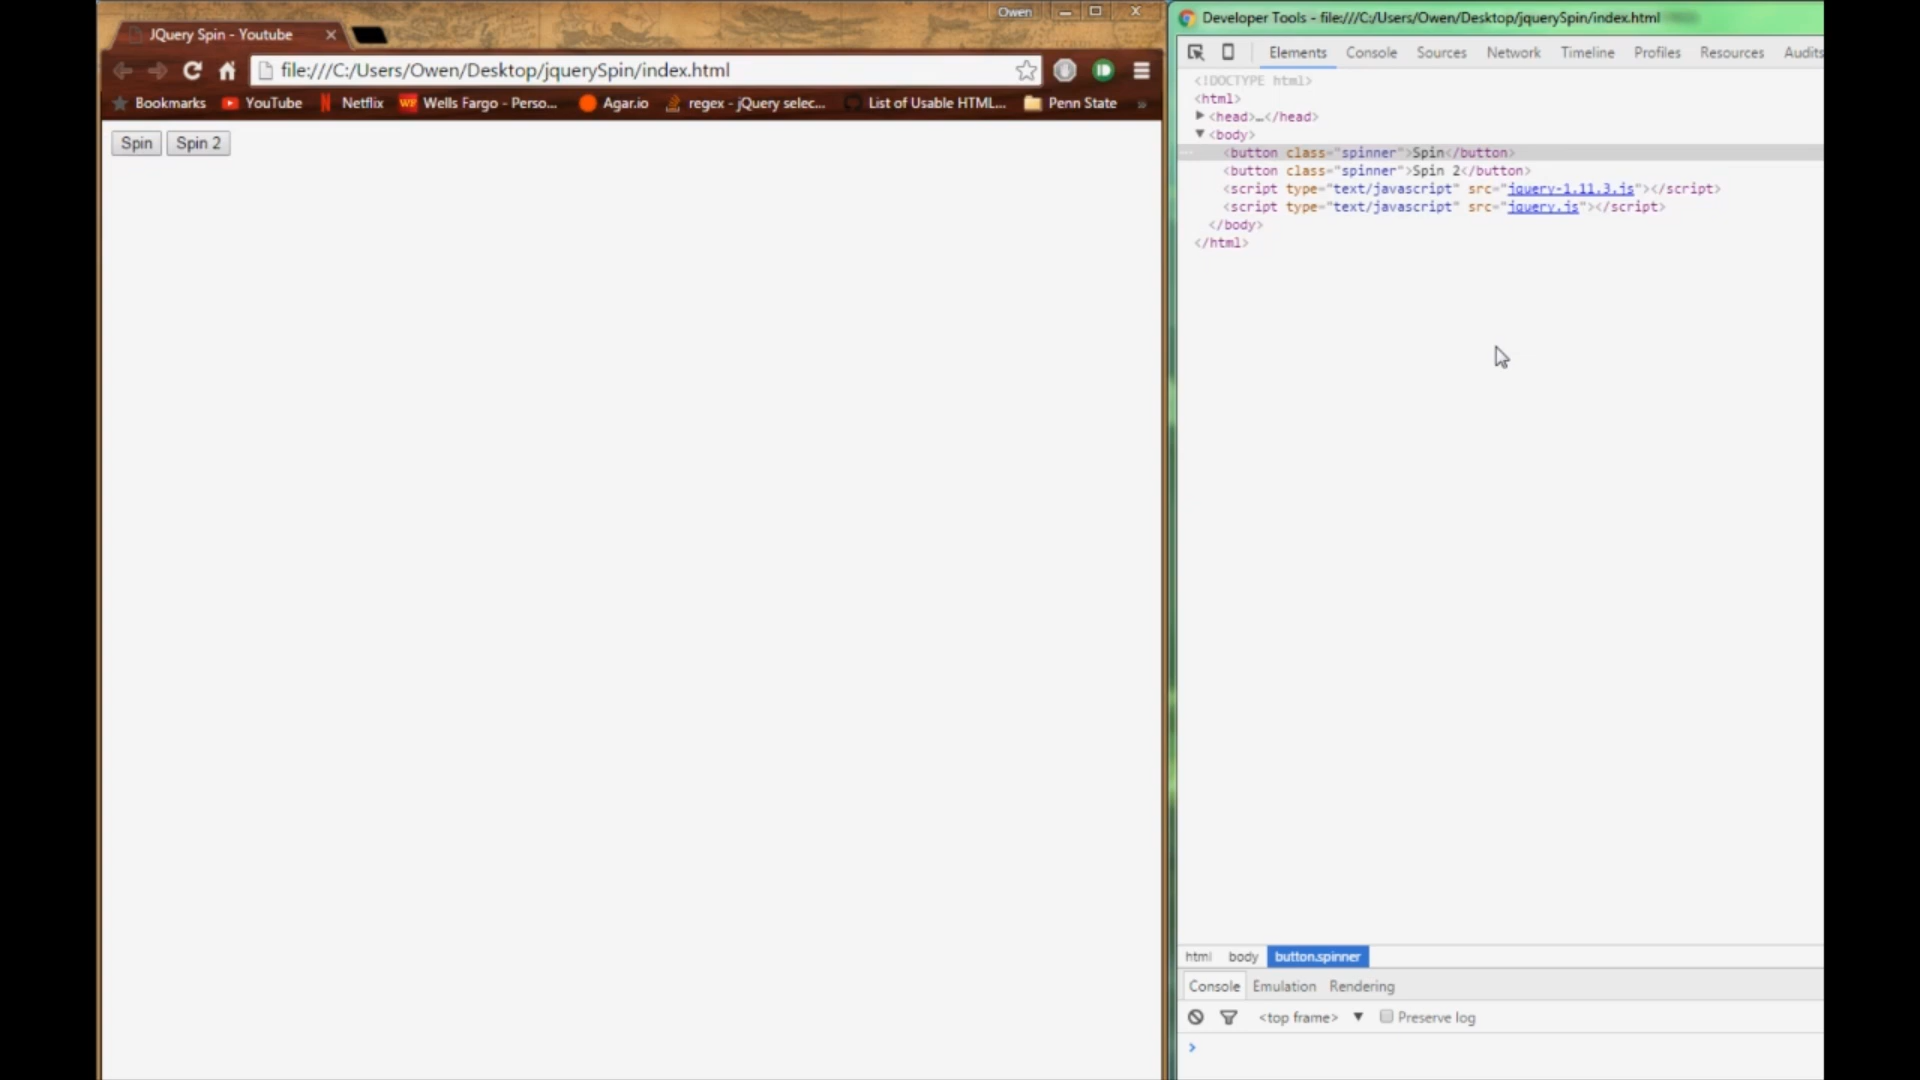 Owen
JQuery Spin - Youtube
file:///C:/Users/Owen/Desktop/jquerySpin/index.html
Bookmarks YouTube Netflix Wells Fargo - Perso... Agar.io regex - jQuery selec... List of Usable HTML... Penn State »
Spin Spin 2
Developer Tools - file:///C:/Users/Owen/Desktop/jquerySpin/index.html
Elements Console Sources Network Timeline Profiles Resources Audits
<!DOCTYPE html>
<html>
<head>…</head>
<body>
<button class="spinner">Spin</button>
<button class="spinner">Spin 2</button>
<script type="text/javascript" src="jquery-1.11.3.js"></script>
<script type="text/javascript" src="jquery.js"></script>
</body>
</html>
html body button.spinner
Console Emulation Rendering
<top frame> ▼ Preserve log